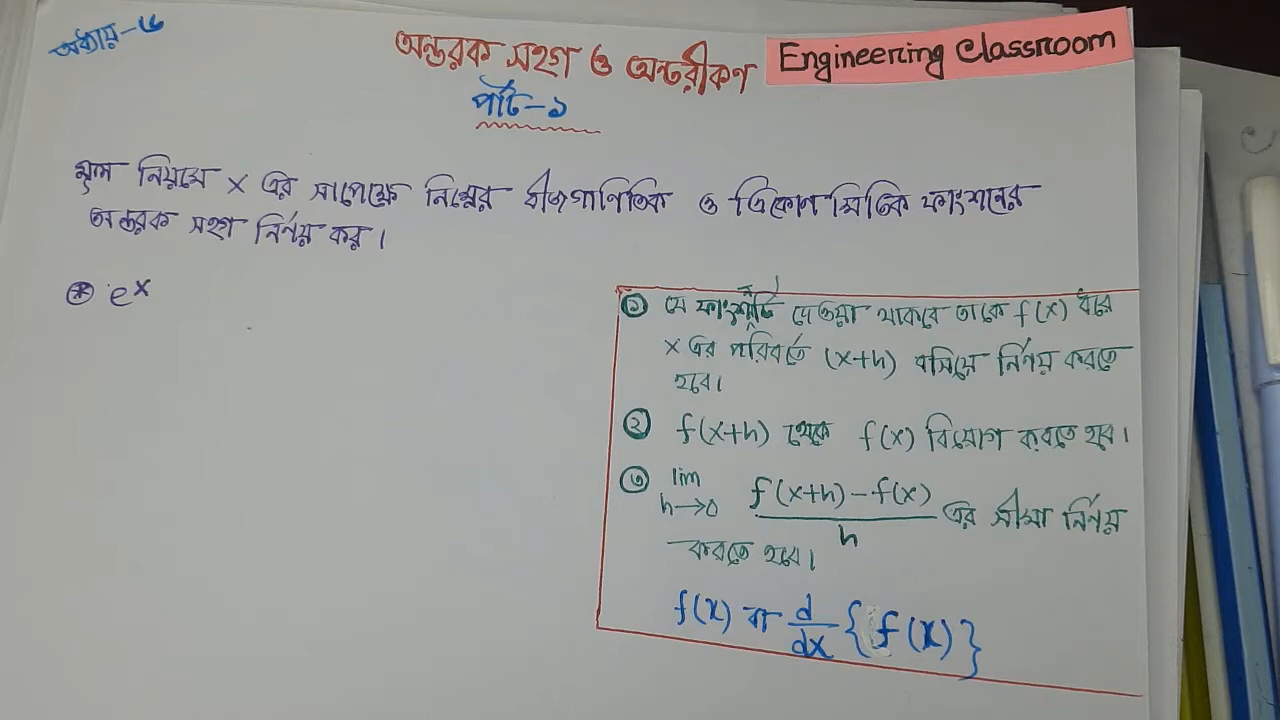 অধ্যায়-৬
অন্তরক সহগ ও অন্তরীকণ
Engineering Classroom
পার্ট-১
মূল নিয়মে x এর সাপেক্ষে নিম্নের বীজগাণিতিক ও ত্রিকোণমিতিক ফাংশনের
অন্তরক সহগ নির্ণয় কর।
⊛ e^x
① যে ফাংশনটি দেওয়া থাকবে তাকে f(x) ধরে
x এর পরিবর্তে (x+h) বসিয়ে নির্ণয় করতে
হবে।
② f(x+h) থেকে f(x) বিয়োগ করতে হবে।
③ lim h→0 f(x+h)-f(x) / h এর সীমা নির্ণয়
করতে হবে।
f(x) বা d/dx {f(x)}